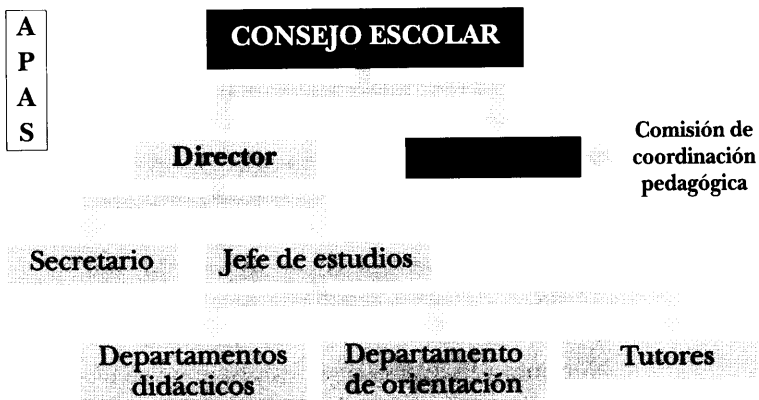 A
P
A
S
CONSEJO ESCOLAR
Director
Comisión de
coordinación
pedagógica
Secretario
Jefe de estudios
Departamentos
didácticos
Departamento
de orientación
Tutores